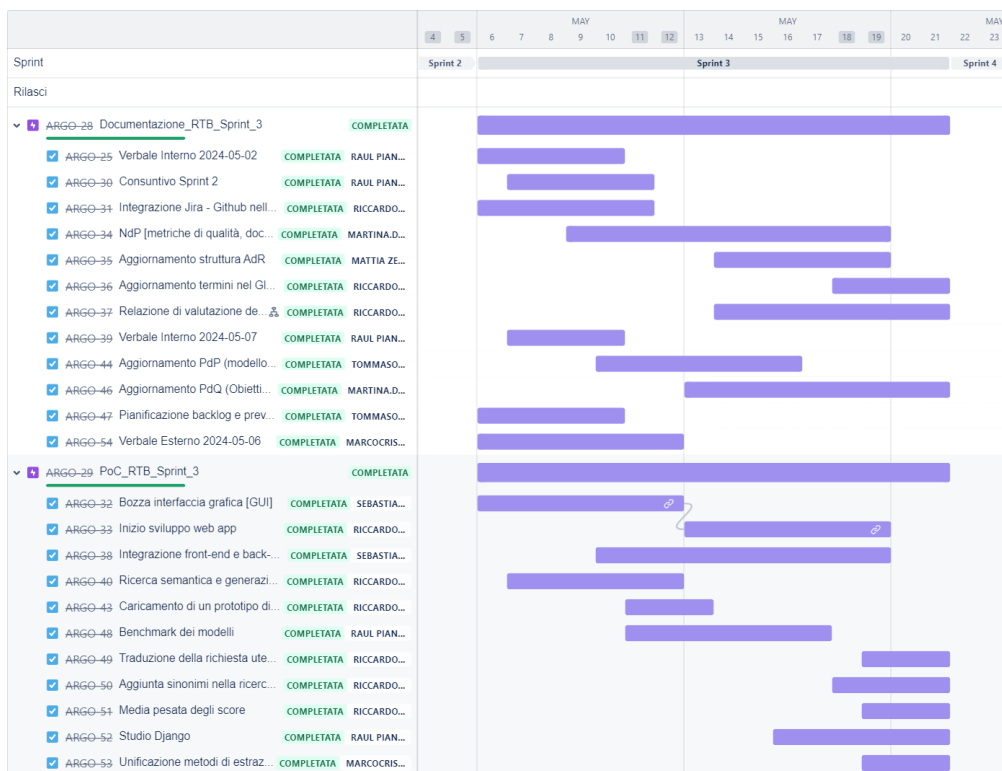 MAY MAY MAY
4 5 6 7 8 9 10 11 12 13 14 15 16 17 18 19 20 21 22 23
Sprint Sprint 2 Sprint 3 Sprint 4
Rilasci
ARGO-28 Documentazione_RTB_Sprint_3 COMPLETATA
ARGO-25 Verbale Interno 2024-05-02 COMPLETATA RAUL PIAN...
ARGO-30 Consuntivo Sprint 2 COMPLETATA RAUL PIAN...
ARGO-31 Integrazione Jira - Github nell... COMPLETATA RICCARDO...
ARGO-34 NdP [metriche di qualità, doc... COMPLETATA MARTINA.D...
ARGO-35 Aggiornamento struttura AdR COMPLETATA MATTIA ZE...
ARGO-36 Aggiornamento termini nel Gl... COMPLETATA RICCARDO...
ARGO-37 Relazione di valutazione de... COMPLETATA RICCARDO...
ARGO-39 Verbale Interno 2024-05-07 COMPLETATA RAUL PIAN...
ARGO-44 Aggiornamento PdP (modello... COMPLETATA TOMMASO...
ARGO-46 Aggiornamento PdQ (Obietti... COMPLETATA MARTINA.D...
ARGO-47 Pianificazione backlog e prev... COMPLETATA TOMMASO...
ARGO-54 Verbale Esterno 2024-05-06 COMPLETATA MARCOCRIS...
ARGO-29 PoC_RTB_Sprint_3 COMPLETATA
ARGO-32 Bozza interfaccia grafica [GUI] COMPLETATA SEBASTIA...
ARGO-33 Inizio sviluppo web app COMPLETATA RICCARDO...
ARGO-38 Integrazione front-end e back-... COMPLETATA SEBASTIA...
ARGO-40 Ricerca semantica e generazi... COMPLETATA RICCARDO...
ARGO-43 Caricamento di un prototipo di... COMPLETATA RICCARDO...
ARGO-48 Benchmark dei modelli COMPLETATA RAUL PIAN...
ARGO-49 Traduzione della richiesta ute... COMPLETATA RICCARDO...
ARGO-50 Aggiunta sinonimi nella ricerc... COMPLETATA RICCARDO...
ARGO-51 Media pesata degli score COMPLETATA RICCARDO...
ARGO-52 Studio Django COMPLETATA RAUL PIAN...
ARGO-53 Unificazione metodi di estraz... COMPLETATA MARCOCRIS...